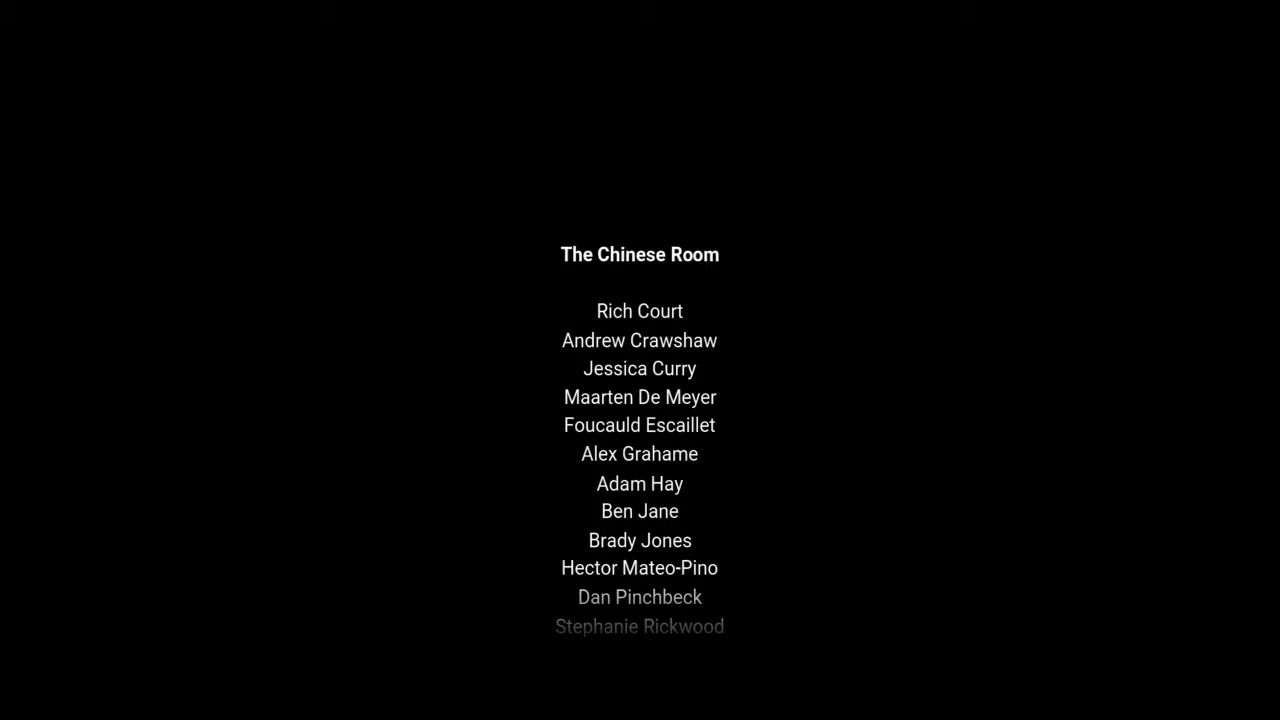 The Chinese Room
Rich Court
Andrew Crawshaw
Jessica Curry
Maarten De Meyer
Foucauld Escaillet
Alex Grahame
Adam Hay
Ben Jane
Brady Jones
Hector Mateo-Pino
Dan Pinchbeck
Stephanie Rickwood